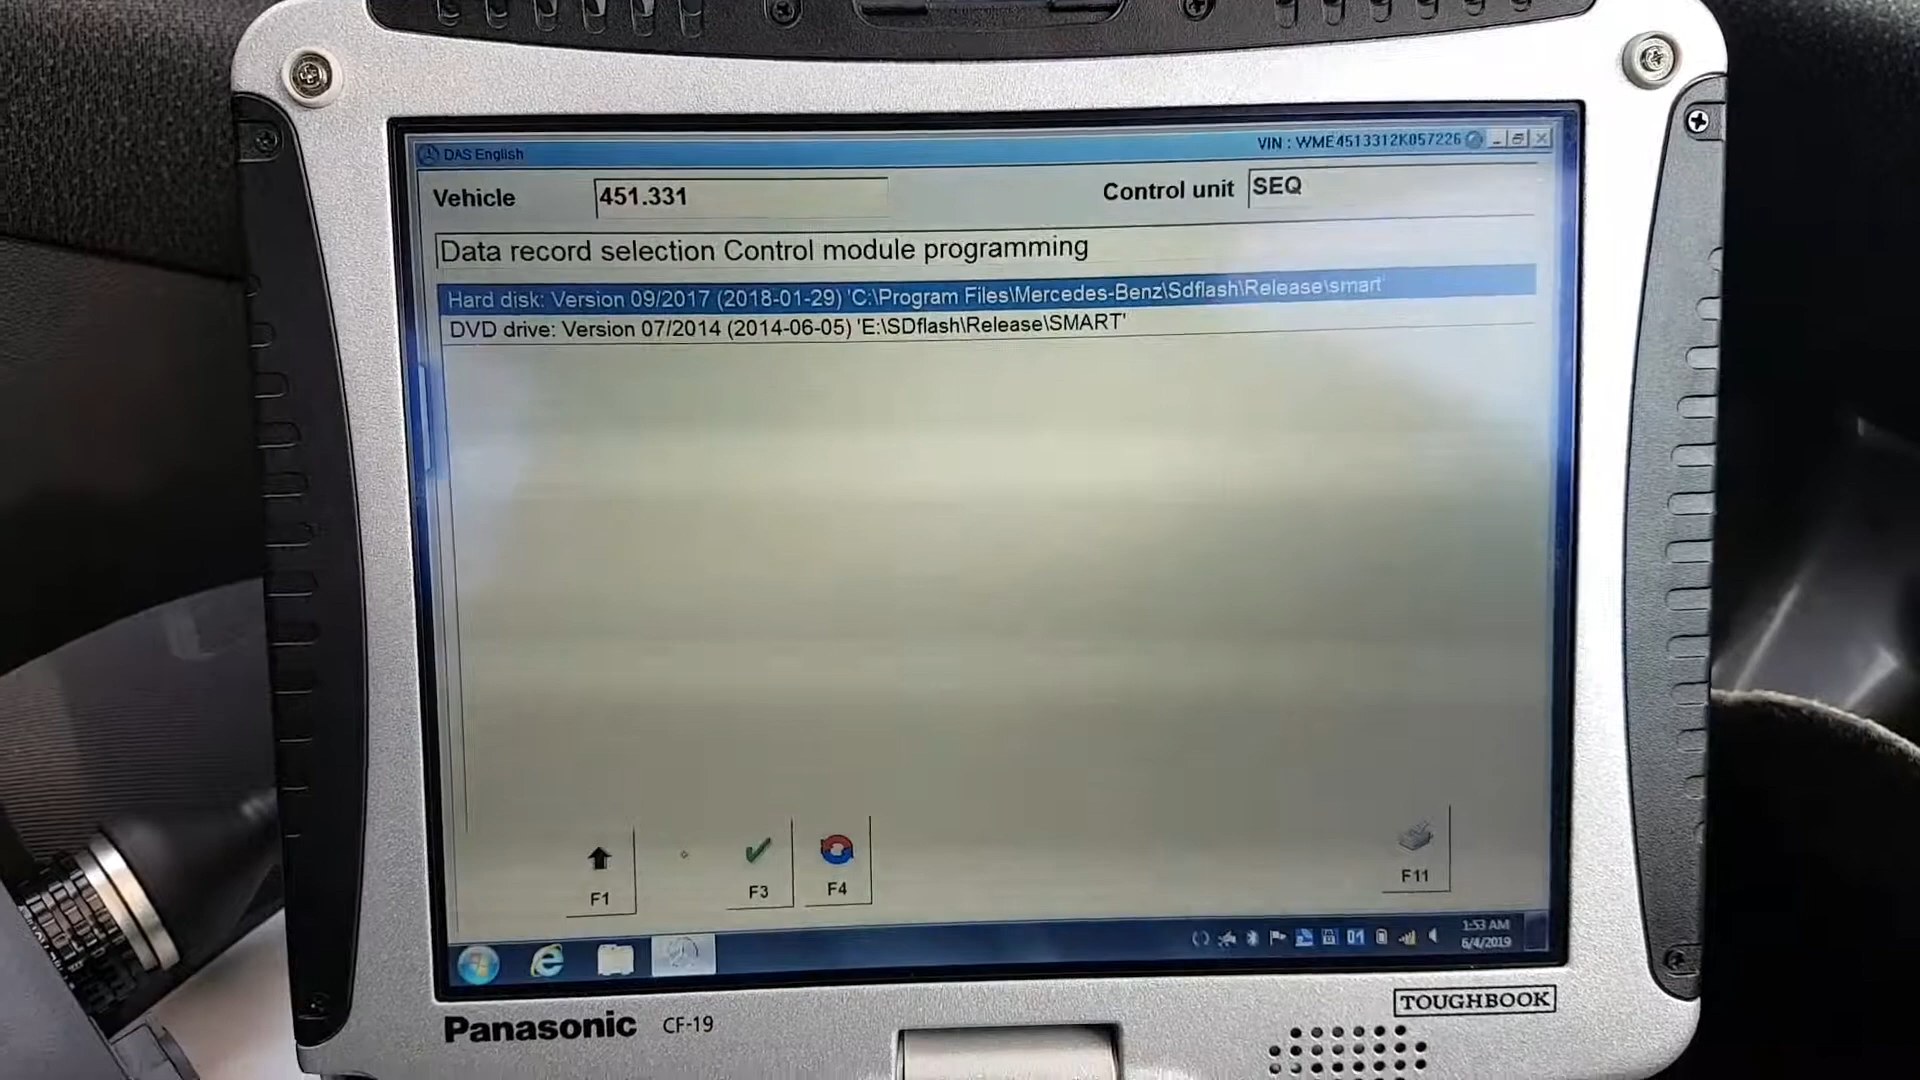 DAS English
VIN : WME4513312K057226
Vehicle 451.331 Control unit SEQ
Data record selection Control module programming
Hard disk: Version 09/2017 (2018-01-29) 'C:\Program Files\Mercedes-Benz\Sdflash\Release\smart'
DVD drive: Version 07/2014 (2014-06-05) 'E:\SDflash\Release\SMART'
F1
F3
F4
F11
01
1:53 AM
6/4/2019
Panasonic CF-19
TOUGHBOOK